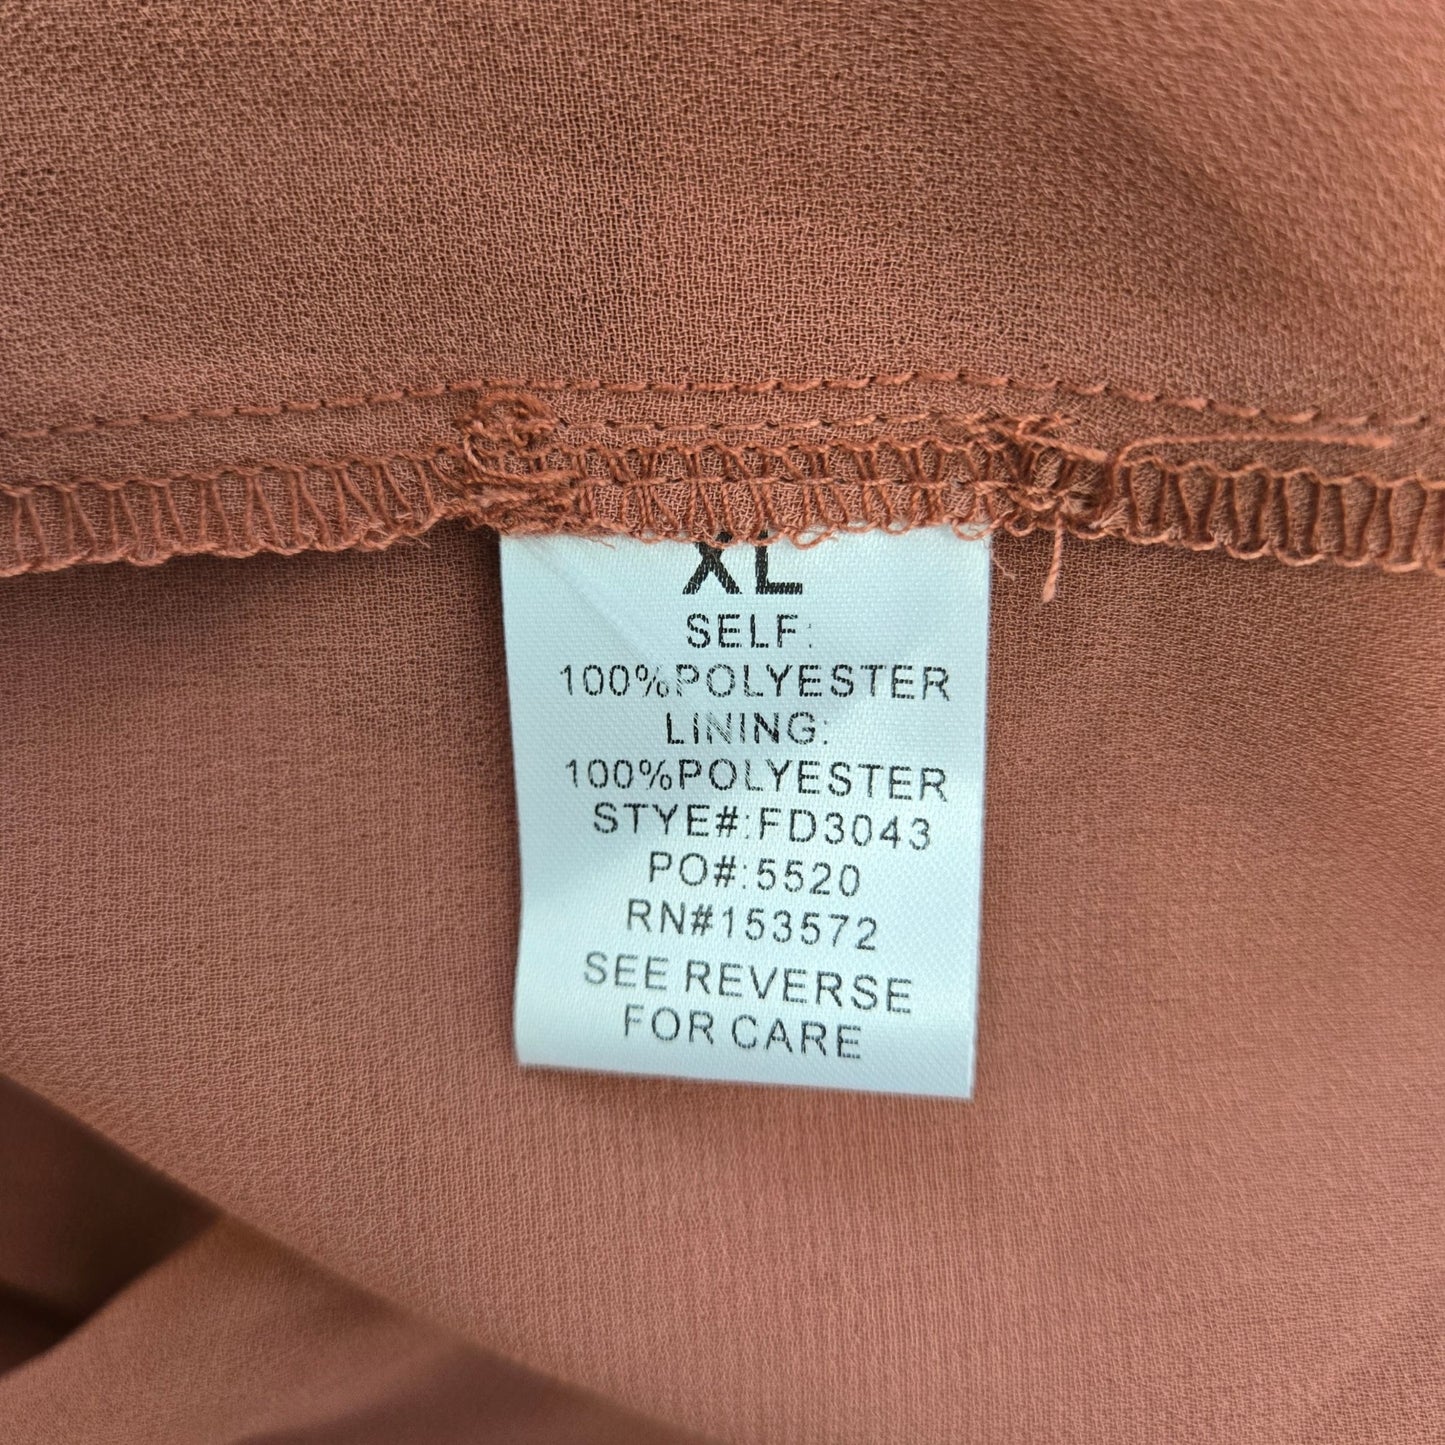 XL
SELF:
100%POLYESTER
LINING:
100%POLYESTER
STYE#:FD3043
PO#:5520
RN#153572
SEE REVERSE
FOR CARE